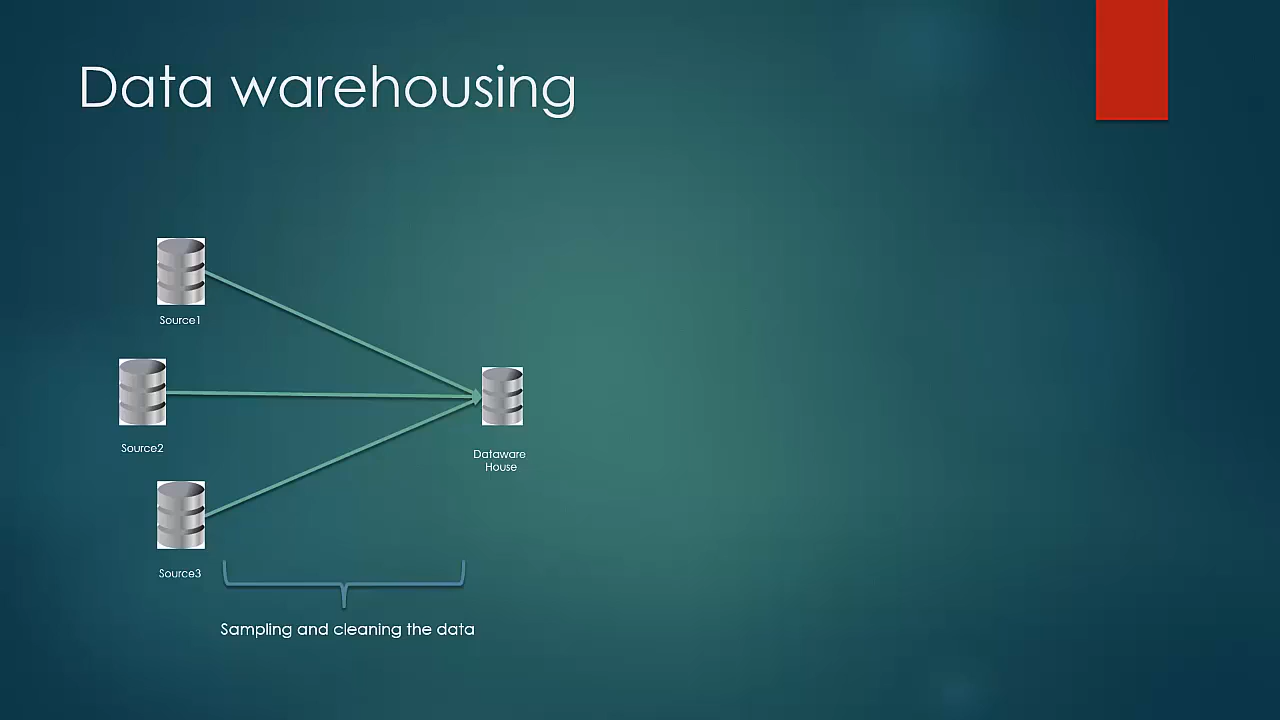 Data warehousing
Source1
Source2
Dataware
House
Source3
Sampling and cleaning the data